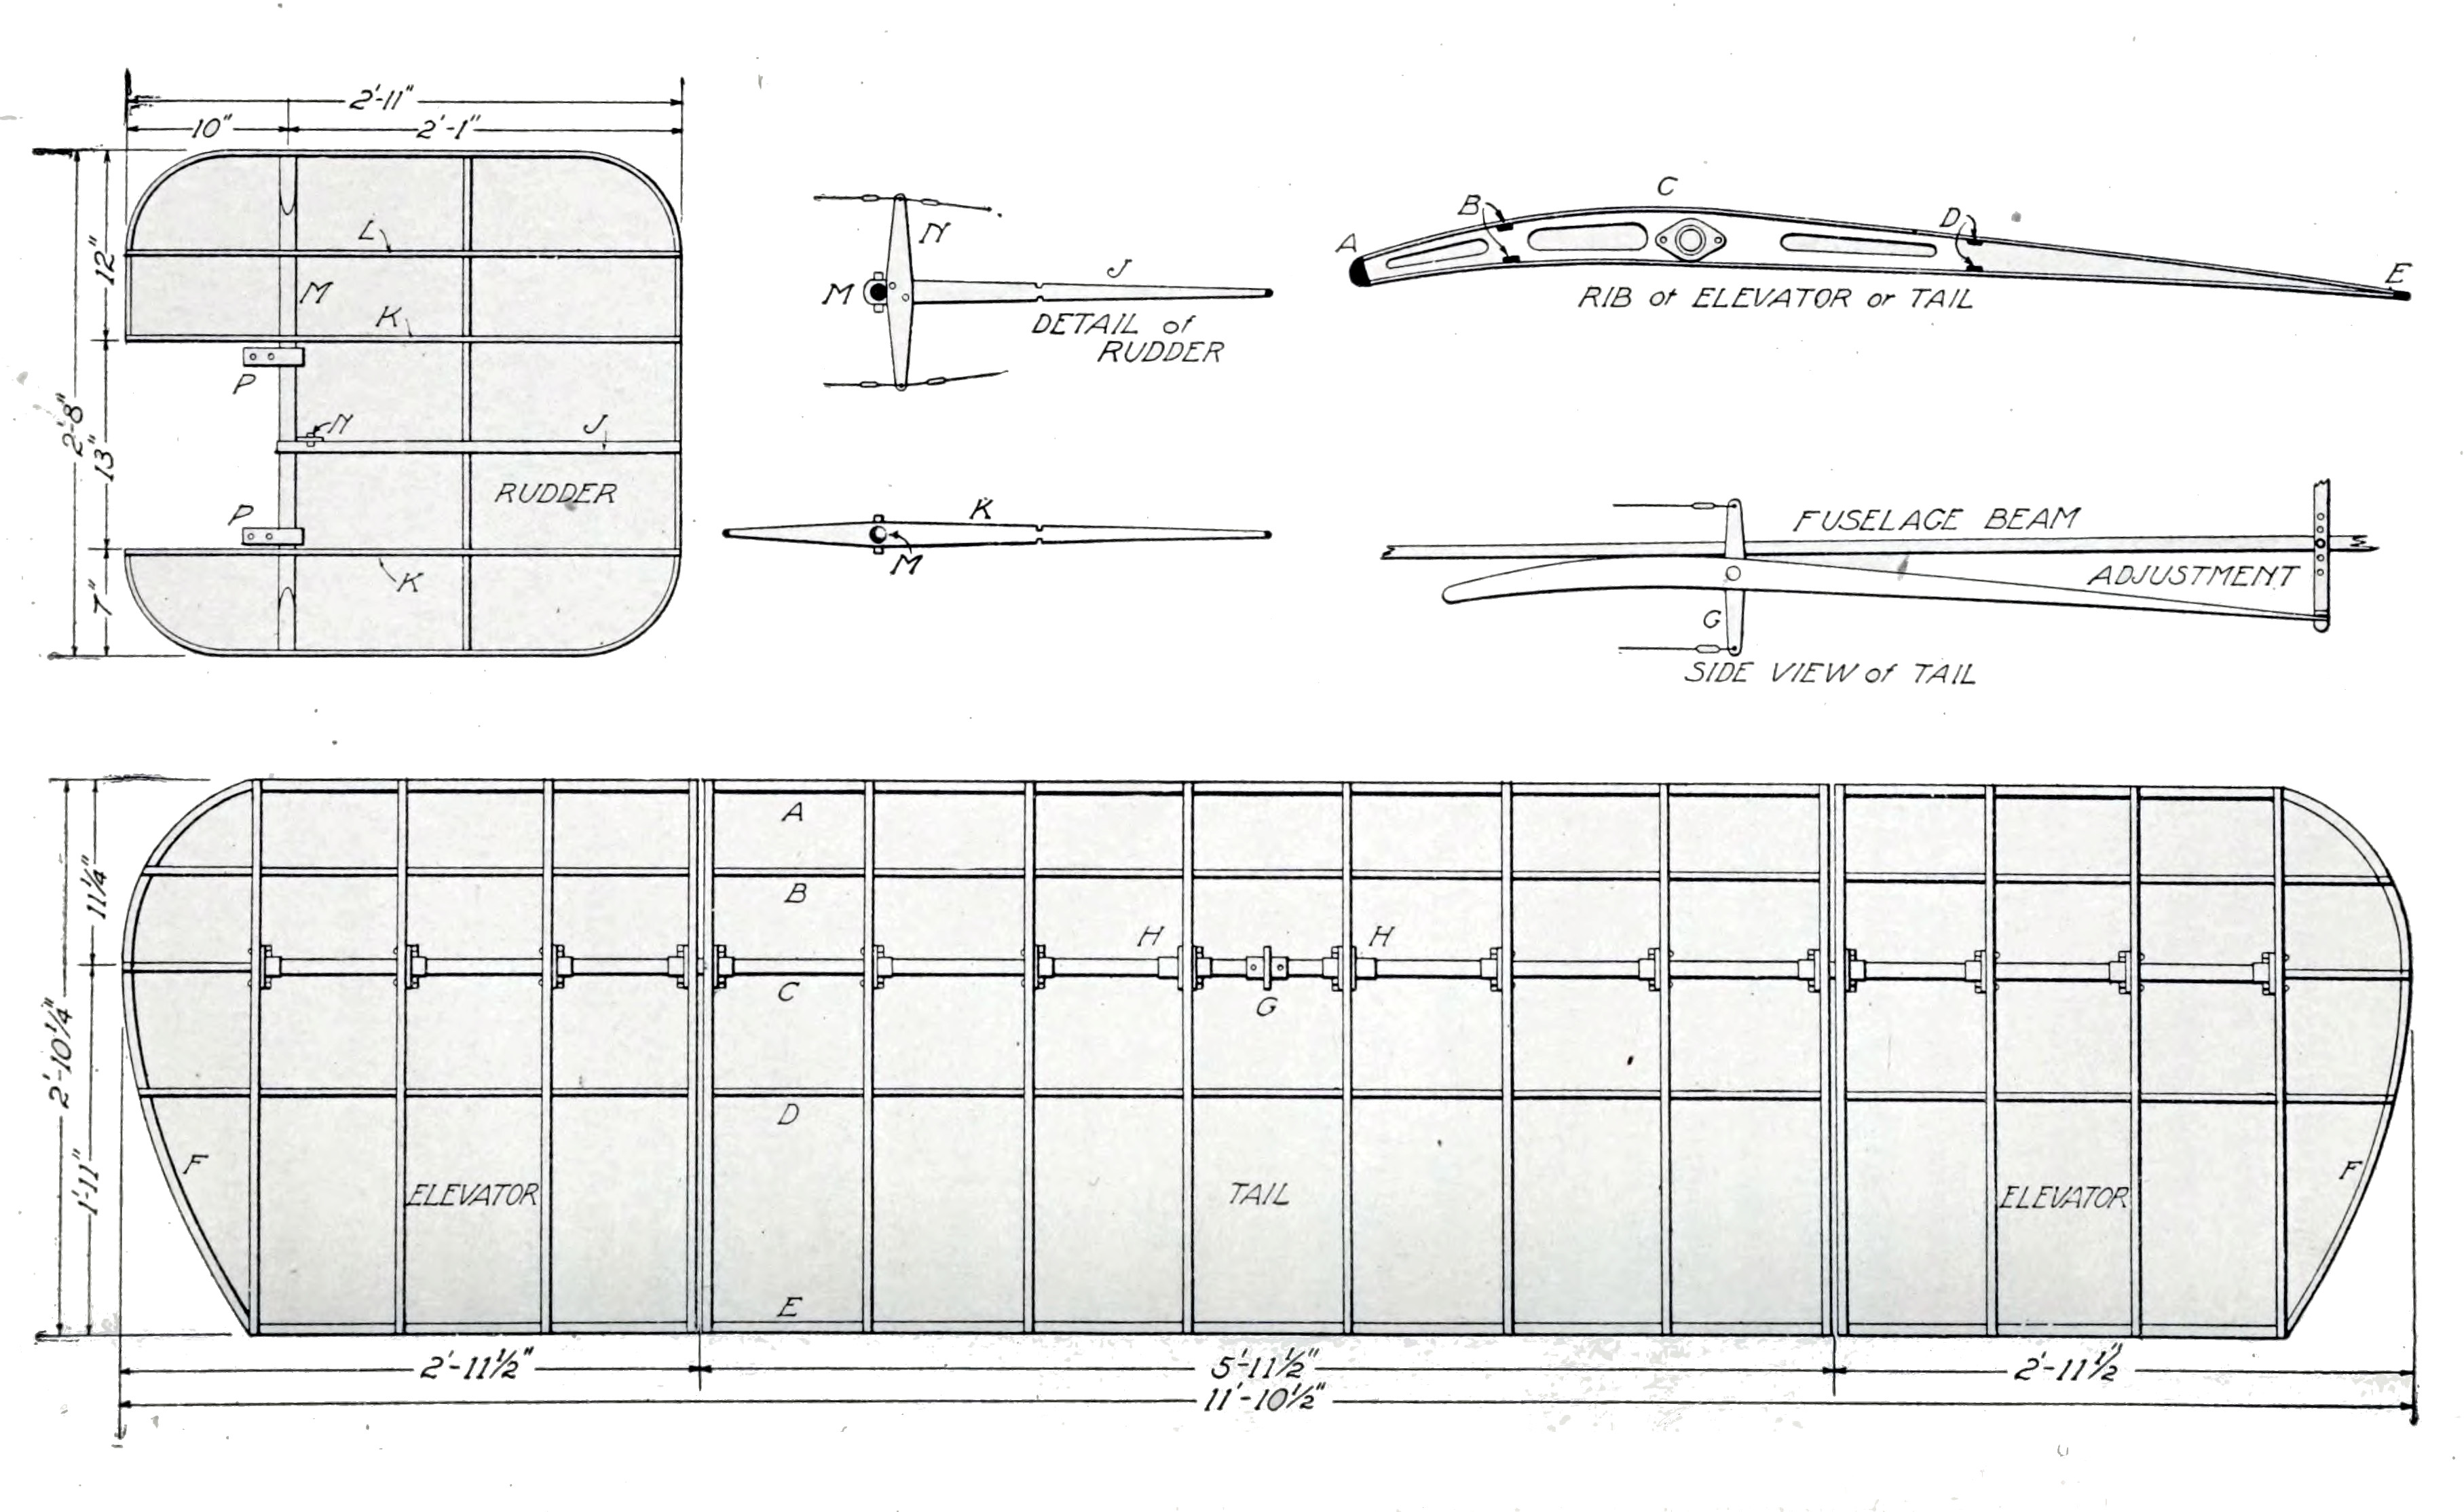 2'-11"
10"
2'-1"
L
M
K
P
N
J
P
RUDDER
K
12"
13"
7"
2'-8"
N
J
M
DETAIL of
RUDDER
K
M
A
B
C
D
E
RIB of ELEVATOR or TAIL
FUSELAGE BEAM
ADJUSTMENT
G
SIDE VIEW of TAIL
11¼"
2'-10¼"
1'-11"
A
B
H
H
C
G
D
F
ELEVATOR
TAIL
ELEVATOR
F
E
2'-11½"
5'-11½"
2'-11½
11'-10½"